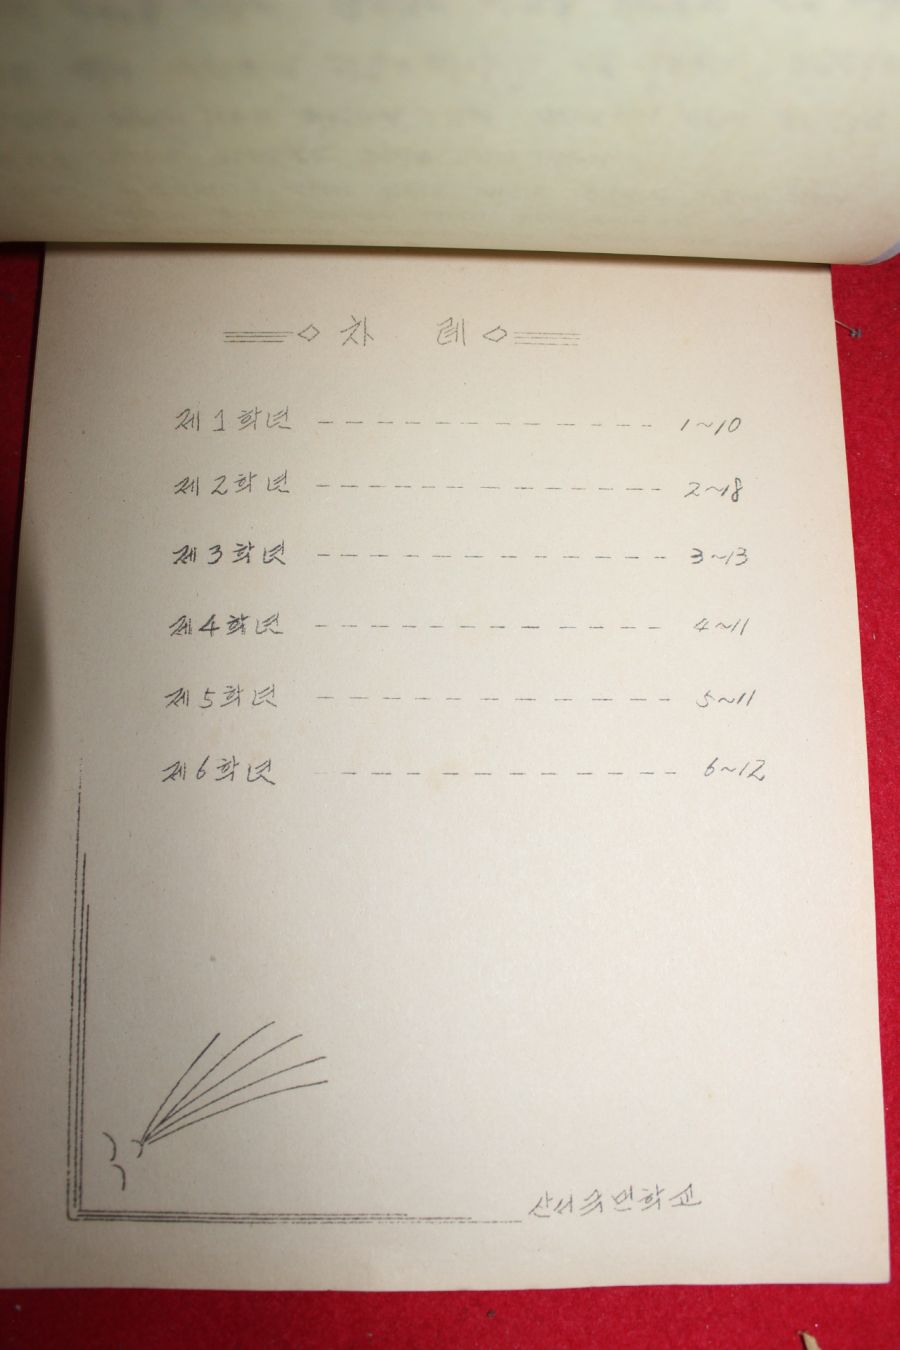 차 례
제1학년 ------------- 1~10
제2학년 ------------- 2~18
제3학년 ------------- 3~13
제4학년 ------------ 4~11
제5학년 ----------- 5~11
제6학년 ----------- 6~12
산서국민학교